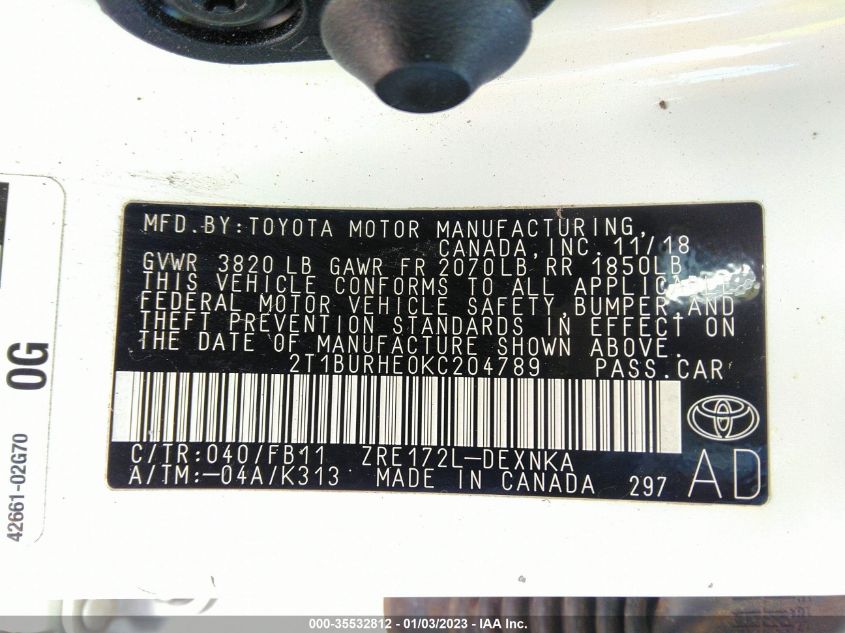 MFD.BY:TOYOTA MOTOR MANUFACTURING,
CANADA,INC. 11/18
GVWR 3820 LB GAWR FR 2070LB RR 1850LB
THIS VEHICLE CONFORMS TO ALL APPLICABLE
FEDERAL MOTOR VEHICLE SAFETY,BUMPER,AND
THEFT PREVENTION STANDARDS IN EFFECT ON
THE DATE OF MANUFACTURE SHOWN ABOVE.
2T1BURHE0KC204789 PASS.CAR
C/TR:040/FB11 ZRE172L-DEXNKA
A/TM:-04A/K313 MADE IN CANADA 297
AD
0G
42661-02G70
000-35532812 - 01/03/2023 - IAA Inc.